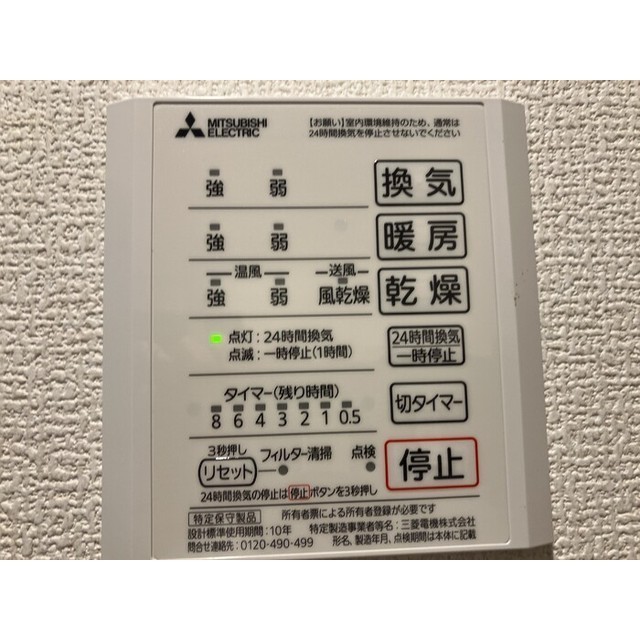 MITSUBISHI
ELECTRIC
【お願い】室内環境維持のため、通常は
24時間換気を停止させないでください
強 弱 換気
強 弱 暖房
温風 送風
強 弱 風乾燥 乾燥
点灯：24時間換気
点滅：一時停止(1時間)
24時間換気
一時停止
タイマー(残り時間)
8 6 4 3 2 1 0.5
切タイマー
3秒押し
リセット フィルター清掃 点検 停止
24時間換気の停止は停止ボタンを3秒押し
特定保守製品 所有者票による所有者登録が必要です
設計標準使用期間：10年 特定製造事業者等名：三菱電機株式会社
問合せ連絡先：0120-490-499 形名、製造年月、点検期間は本体に記載